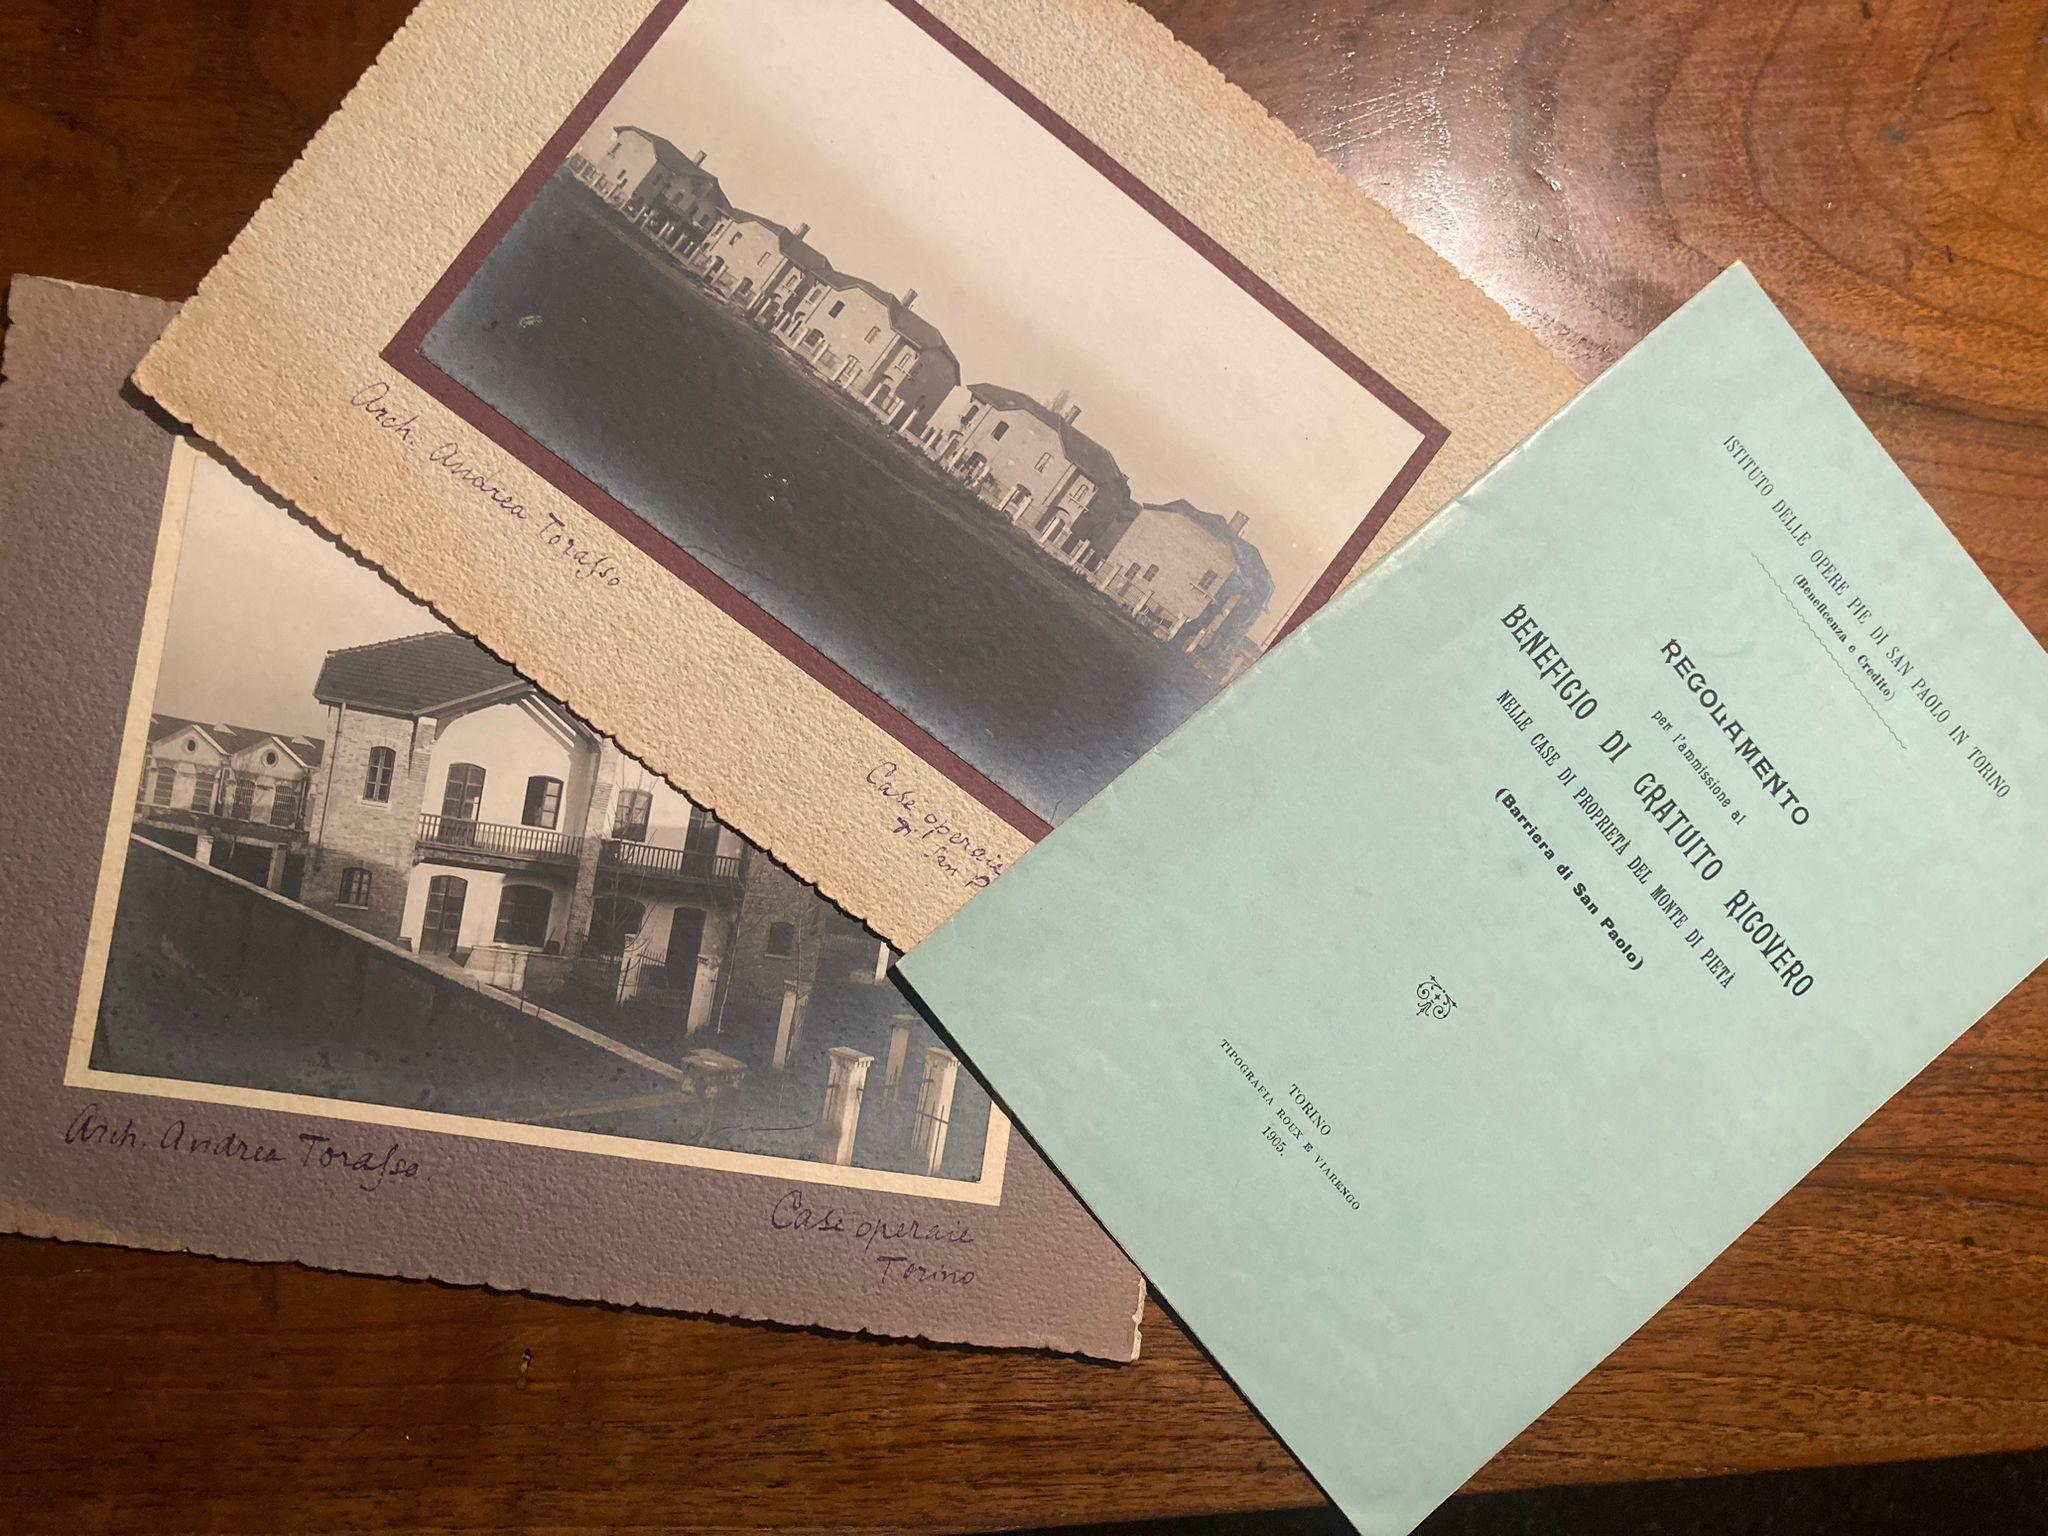 Arch. Andrea Torasso
Case operaie
San P
Arch. Andrea Torasso.
Case operaie
Torino
ISTITUTO DELLE OPERE PIE DI SAN PAOLO IN TORINO
(Beneficenza e Credito)
REGOLAMENTO
per l'ammissione al
BENEFICIO DI GRATUITO RICOVERO
NELLE CASE DI PROPRIETÀ DEL MONTE DI PIETÀ
(Barriera di San Paolo)
TORINO
TIPOGRAFIA ROUX E VIARENGO
1905.